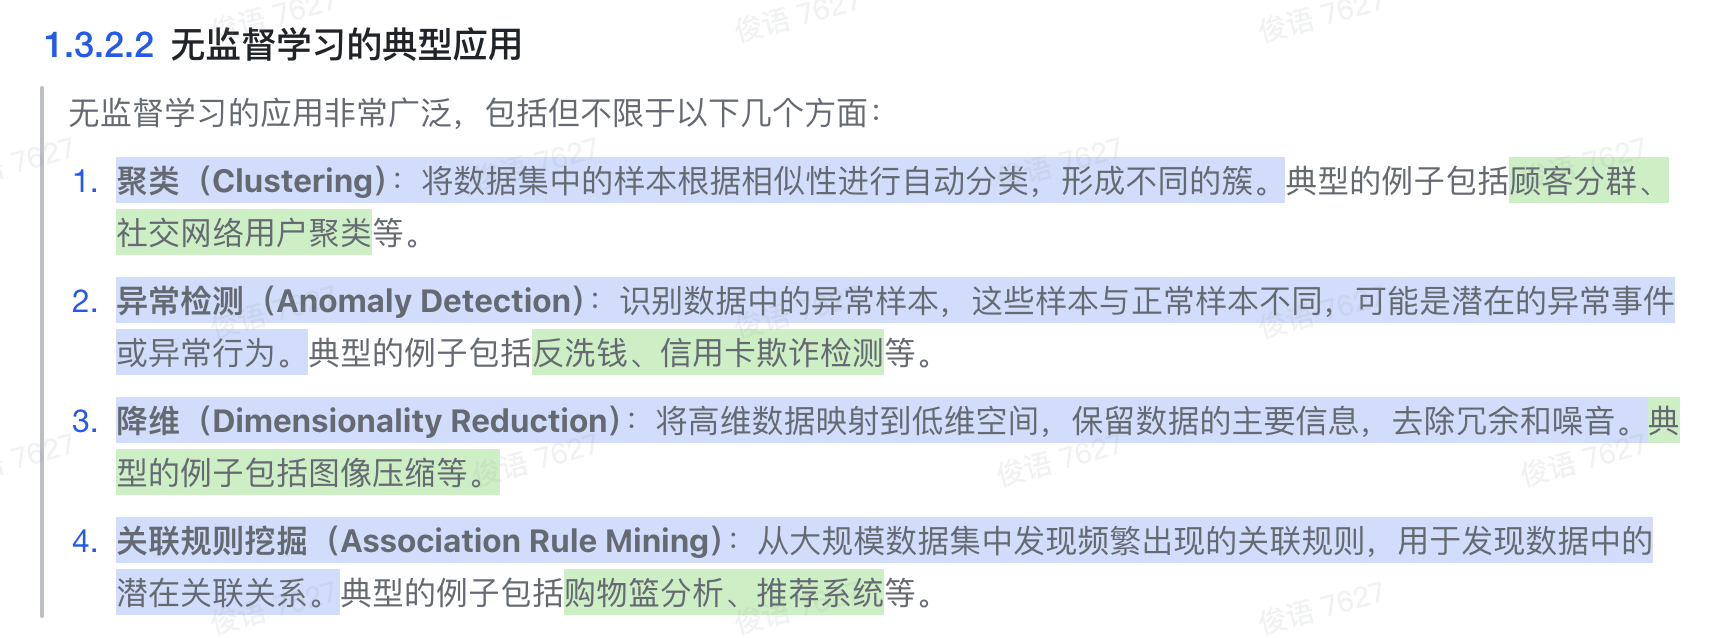 1.3.2.2 无监督学习的典型应用
无监督学习的应用非常广泛，包括但不限于以下几个方面：
1. 聚类（Clustering）：将数据集中的样本根据相似性进行自动分类，形成不同的簇。典型的例子包括顾客分群、
社交网络用户聚类等。
2. 异常检测（Anomaly Detection）：识别数据中的异常样本，这些样本与正常样本不同，可能是潜在的异常事件
或异常行为。典型的例子包括反洗钱、信用卡欺诈检测等。
3. 降维（Dimensionality Reduction）：将高维数据映射到低维空间，保留数据的主要信息，去除冗余和噪音。典
型的例子包括图像压缩等。
4. 关联规则挖掘（Association Rule Mining）：从大规模数据集中发现频繁出现的关联规则，用于发现数据中的
潜在关联关系。典型的例子包括购物篮分析、推荐系统等。
俊语 7627